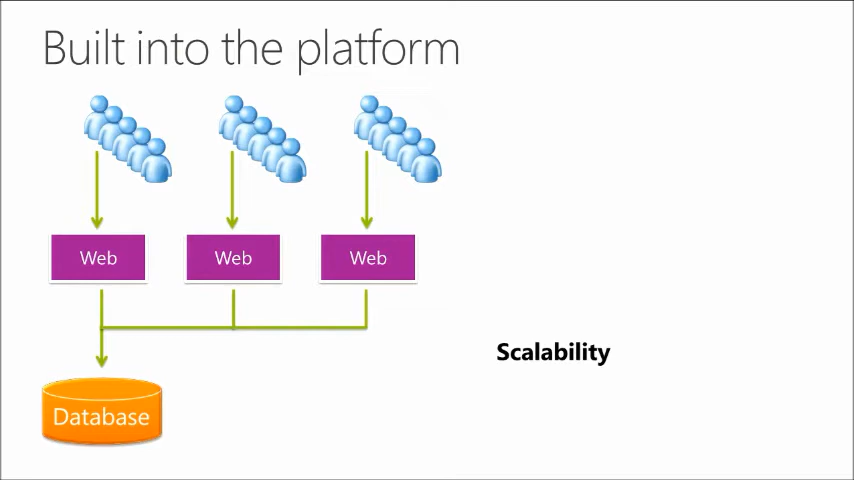 Built into the platform
Web
Web
Web
Scalability
Database